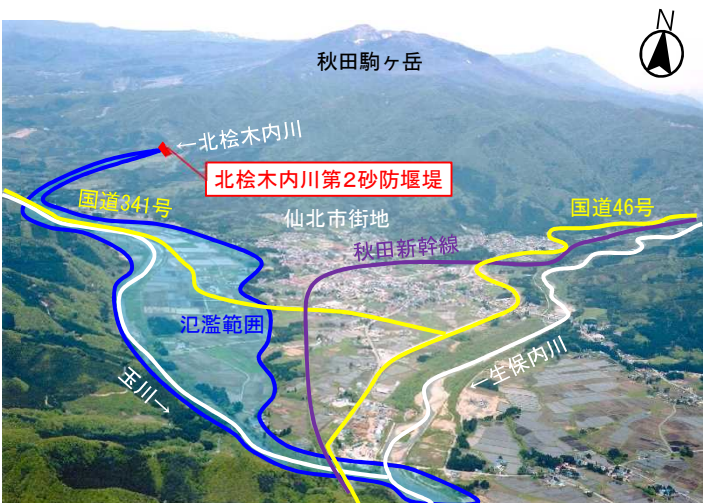 N
秋田駒ヶ岳
←北桧木内川
北桧木内川第2砂防堰堤
国道341号
仙北市街地
国道46号
秋田新幹線
氾濫範囲
玉川→
←生保内川